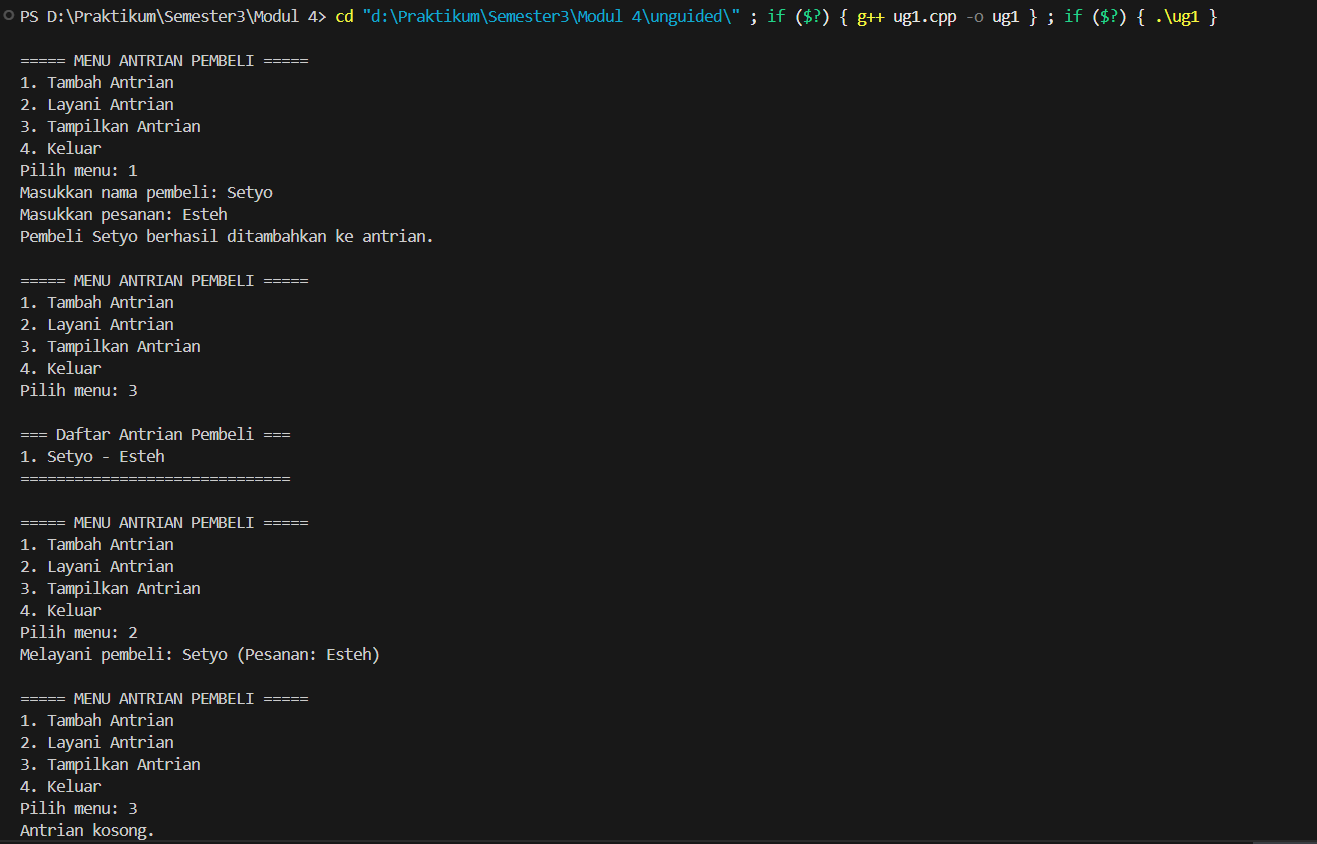 PS D:\Praktikum\Semester3\Modul 4> cd "d:\Praktikum\Semester3\Modul 4\unguided\" ; if ($?) { g++ ug1.cpp -o ug1 } ; if ($?) { .\ug1 }
===== MENU ANTRIAN PEMBELI =====
1. Tambah Antrian
2. Layani Antrian
3. Tampilkan Antrian
4. Keluar
Pilih menu: 1
Masukkan nama pembeli: Setyo
Masukkan pesanan: Esteh
Pembeli Setyo berhasil ditambahkan ke antrian.
===== MENU ANTRIAN PEMBELI =====
1. Tambah Antrian
2. Layani Antrian
3. Tampilkan Antrian
4. Keluar
Pilih menu: 3
=== Daftar Antrian Pembeli ===
1. Setyo - Esteh
==============================
===== MENU ANTRIAN PEMBELI =====
1. Tambah Antrian
2. Layani Antrian
3. Tampilkan Antrian
4. Keluar
Pilih menu: 2
Melayani pembeli: Setyo (Pesanan: Esteh)
===== MENU ANTRIAN PEMBELI =====
1. Tambah Antrian
2. Layani Antrian
3. Tampilkan Antrian
4. Keluar
Pilih menu: 3
Antrian kosong.